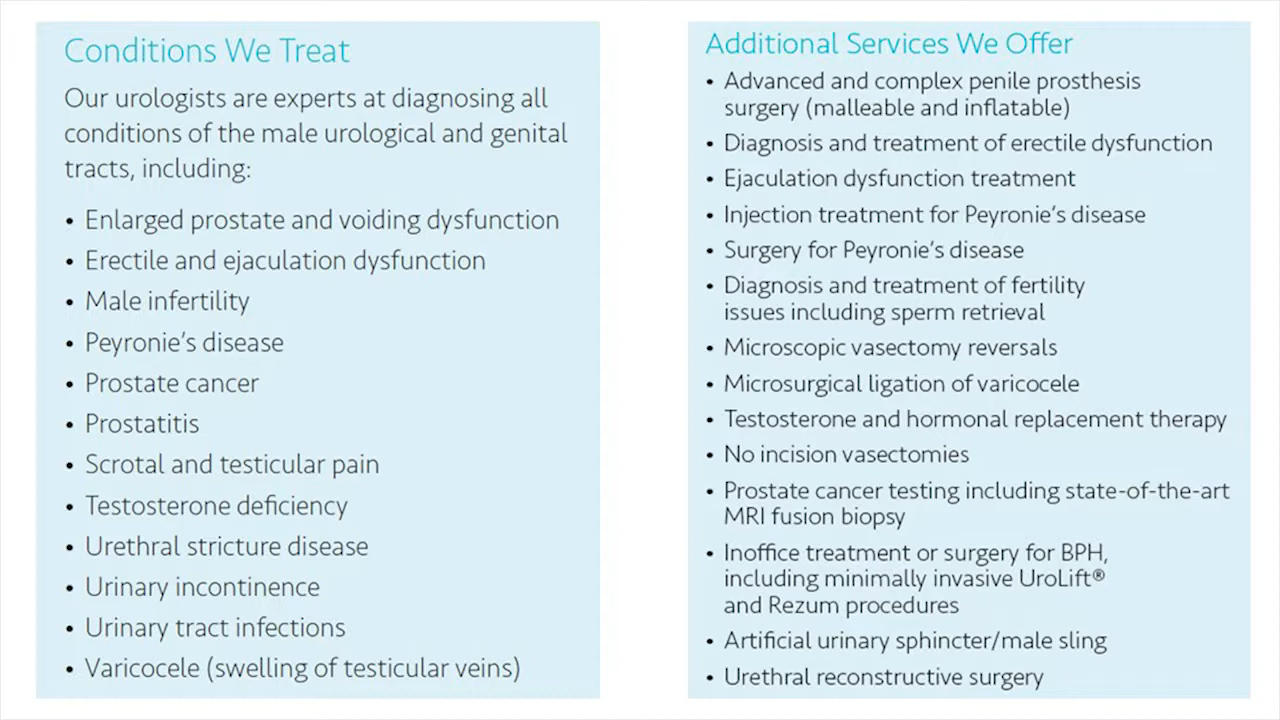 Conditions We Treat
Our urologists are experts at diagnosing all
conditions of the male urological and genital
tracts, including:
• Enlarged prostate and voiding dysfunction
• Erectile and ejaculation dysfunction
• Male infertility
• Peyronie's disease
• Prostate cancer
• Prostatitis
• Scrotal and testicular pain
• Testosterone deficiency
• Urethral stricture disease
• Urinary incontinence
• Urinary tract infections
• Varicocele (swelling of testicular veins)
Additional Services We Offer
• Advanced and complex penile prosthesis
surgery (malleable and inflatable)
• Diagnosis and treatment of erectile dysfunction
• Ejaculation dysfunction treatment
• Injection treatment for Peyronie's disease
• Surgery for Peyronie's disease
• Diagnosis and treatment of fertility
issues including sperm retrieval
• Microscopic vasectomy reversals
• Microsurgical ligation of varicocele
• Testosterone and hormonal replacement therapy
• No incision vasectomies
• Prostate cancer testing including state-of-the-art
MRI fusion biopsy
• Inoffice treatment or surgery for BPH,
including minimally invasive UroLift®
and Rezum procedures
• Artificial urinary sphincter/male sling
• Urethral reconstructive surgery